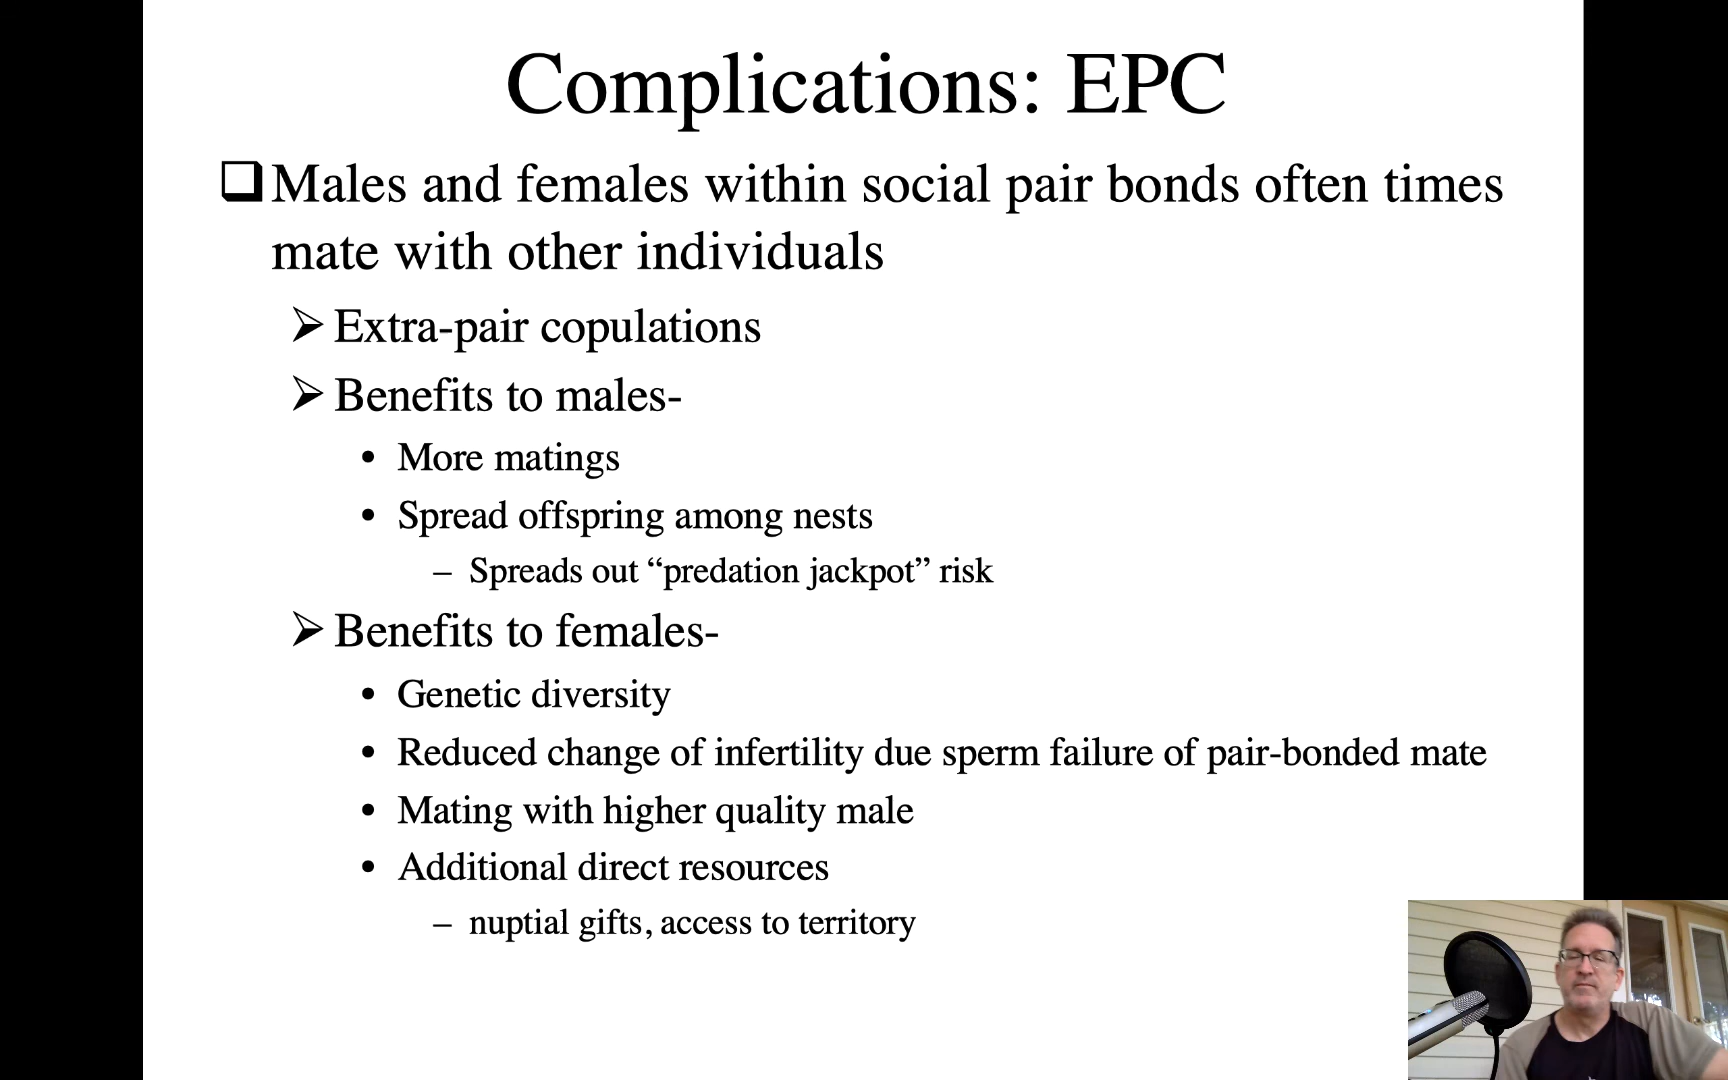 Complications: EPC
Males and females within social pair bonds often times
mate with other individuals
Extra-pair copulations
Benefits to males-
• More matings
• Spread offspring among nests
– Spreads out “predation jackpot” risk
Benefits to females-
• Genetic diversity
• Reduced change of infertility due sperm failure of pair-bonded mate
• Mating with higher quality male
• Additional direct resources
– nuptial gifts, access to territory